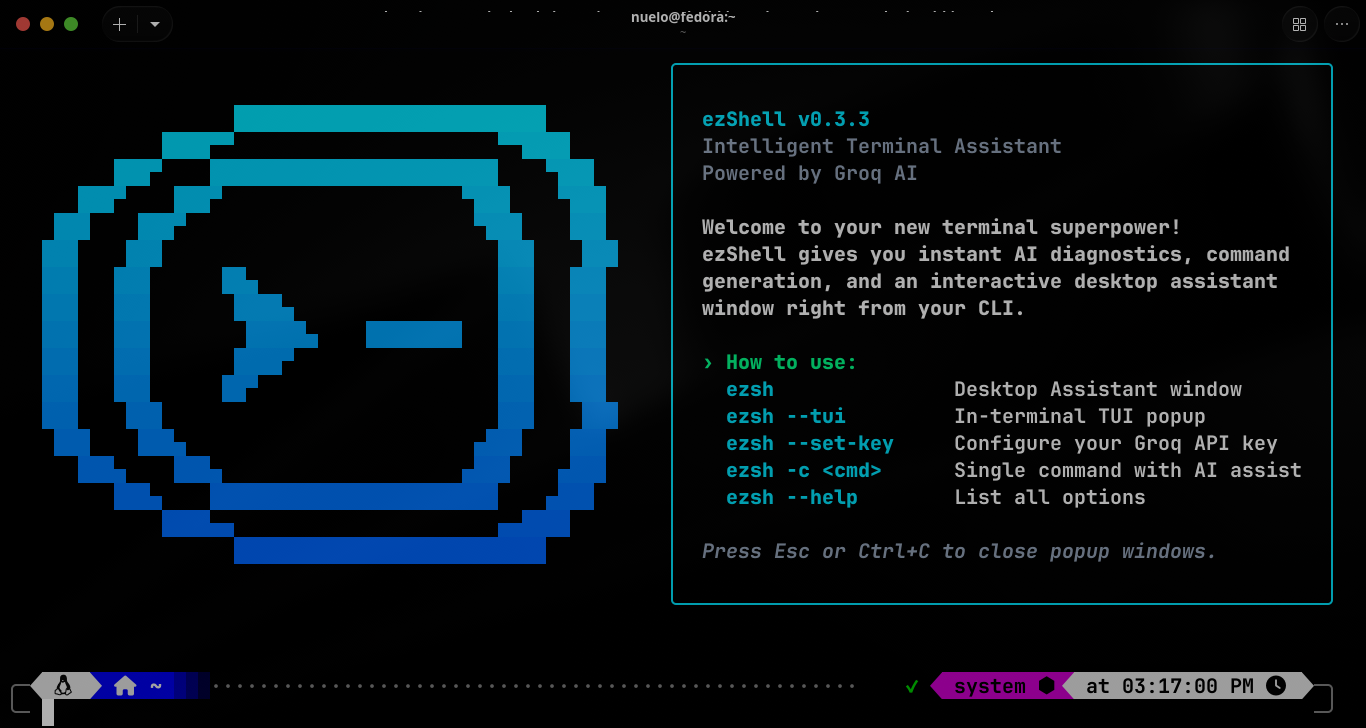 nuelo@fedora:~
~
ezShell v0.3.3
Intelligent Terminal Assistant
Powered by Groq AI
Welcome to your new terminal superpower!
ezShell gives you instant AI diagnostics, command
generation, and an interactive desktop assistant
window right from your CLI.
› How to use:
ezsh Desktop Assistant window
ezsh --tui In-terminal TUI popup
ezsh --set-key Configure your Groq API key
ezsh -c <cmd> Single command with AI assist
ezsh --help List all options
Press Esc or Ctrl+C to close popup windows.
~ ✓ system at 03:17:00 PM